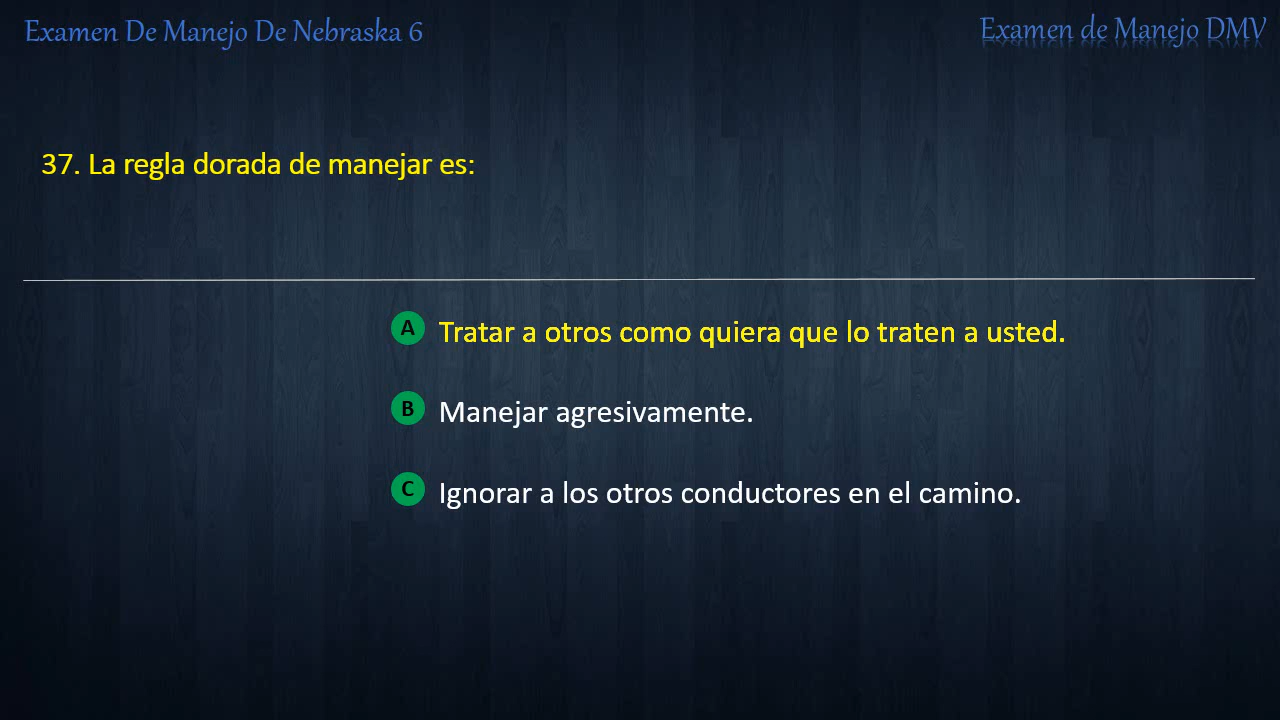 Examen De Manejo De Nebraska 6
Examen de Manejo DMV
37. La regla dorada de manejar es:
A Tratar a otros como quiera que lo traten a usted.
B Manejar agresivamente.
C Ignorar a los otros conductores en el camino.